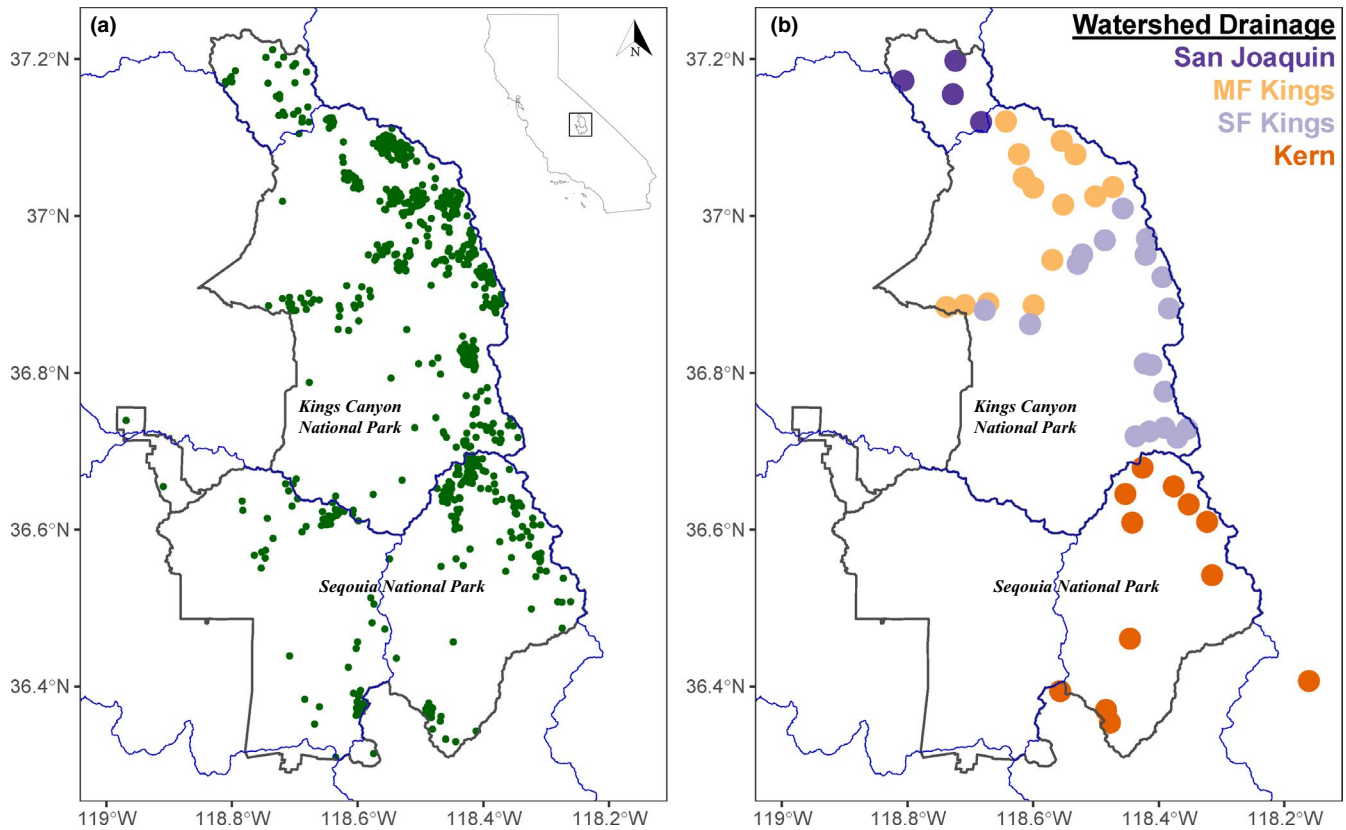 (a)
N
37.2°N
37°N
36.8°N
36.6°N
36.4°N
Kings Canyon
National Park
Seqouia National Park
119°W
118.8°W
118.6°W
118.4°W
118.2°W
(b)
Watershed Drainage
San Joaquin
MF Kings
SF Kings
Kern
37.2°N
37°N
36.8°N
36.6°N
36.4°N
Kings Canyon
National Park
Seqouia National Park
119°W
118.8°W
118.6°W
118.4°W
118.2°W